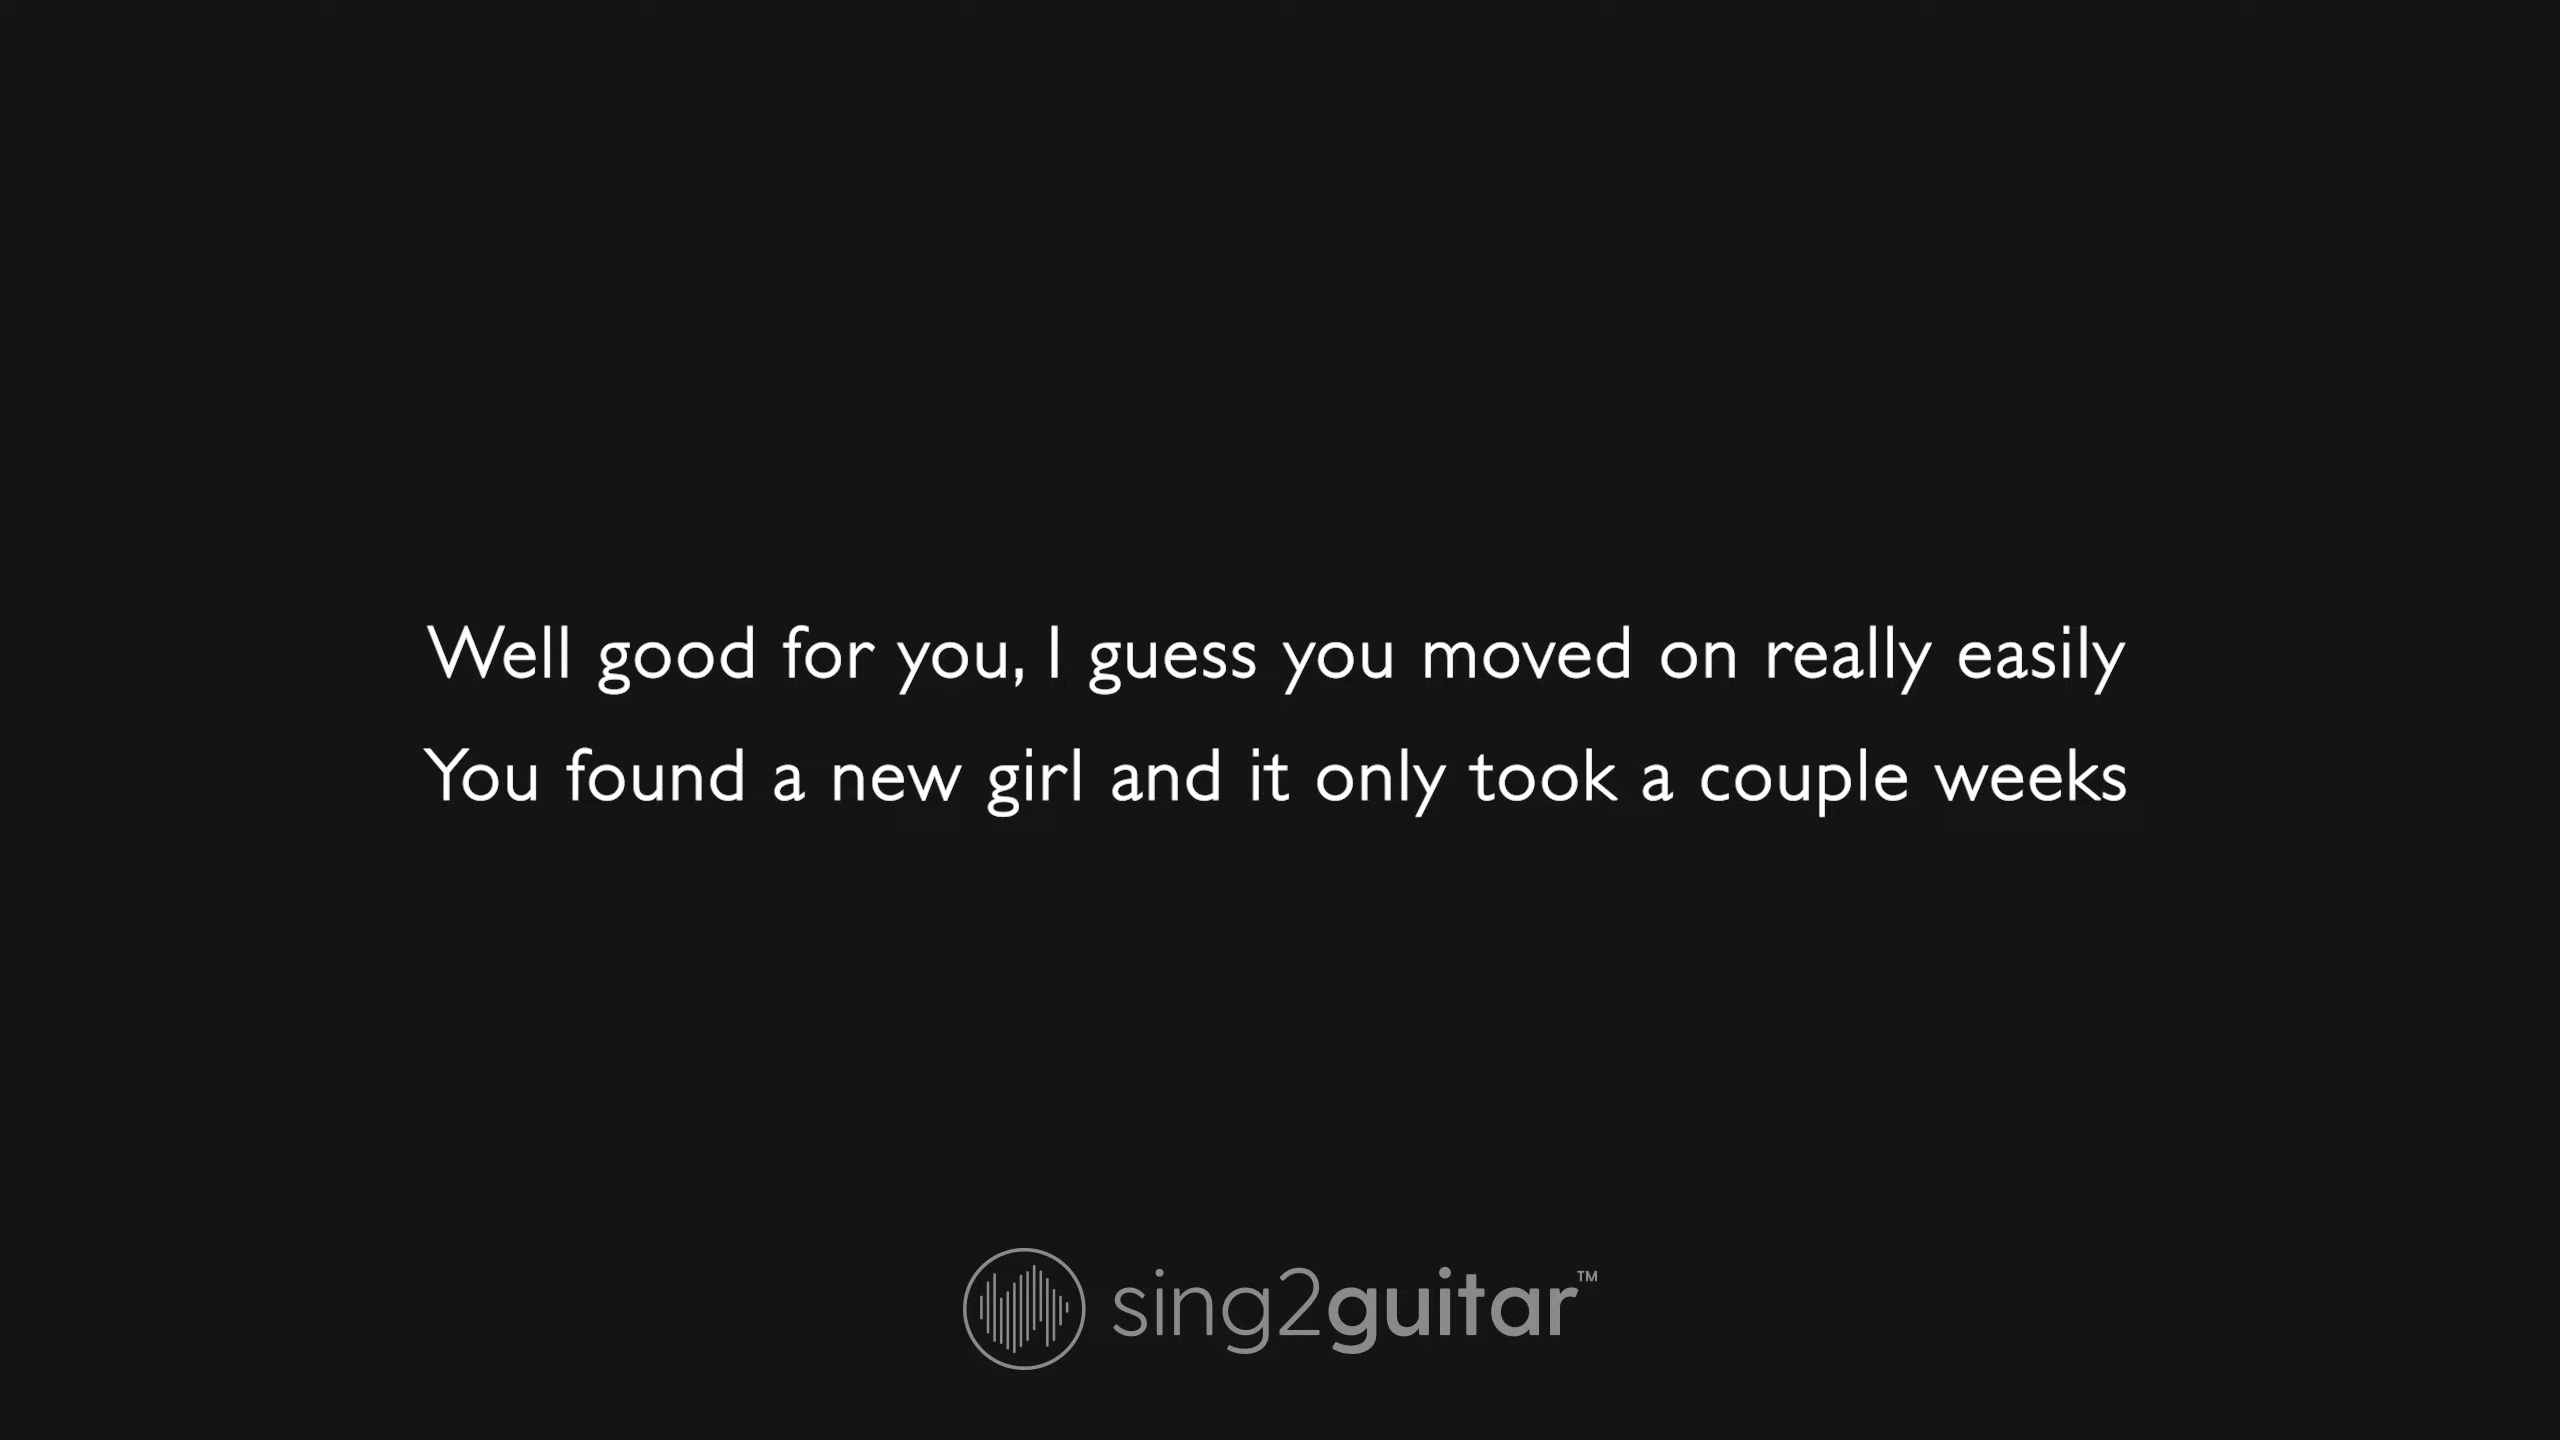 Well good for you, I guess you moved on really easily
You found a new girl and it only took a couple weeks
sing2guitar™